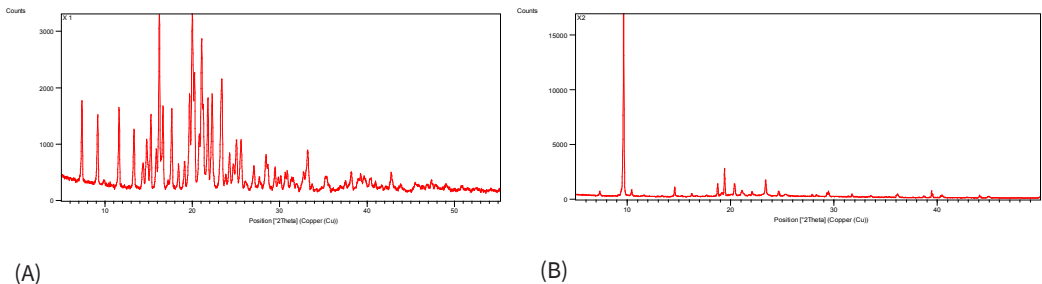 Counts
X 1
3000
2000
1000
0
10
20
30
40
50
Position [°2Theta] (Copper (Cu))
(A)
Counts
X2
15000
10000
5000
0
10
20
30
40
Position [°2Theta] (Copper (Cu))
(B)